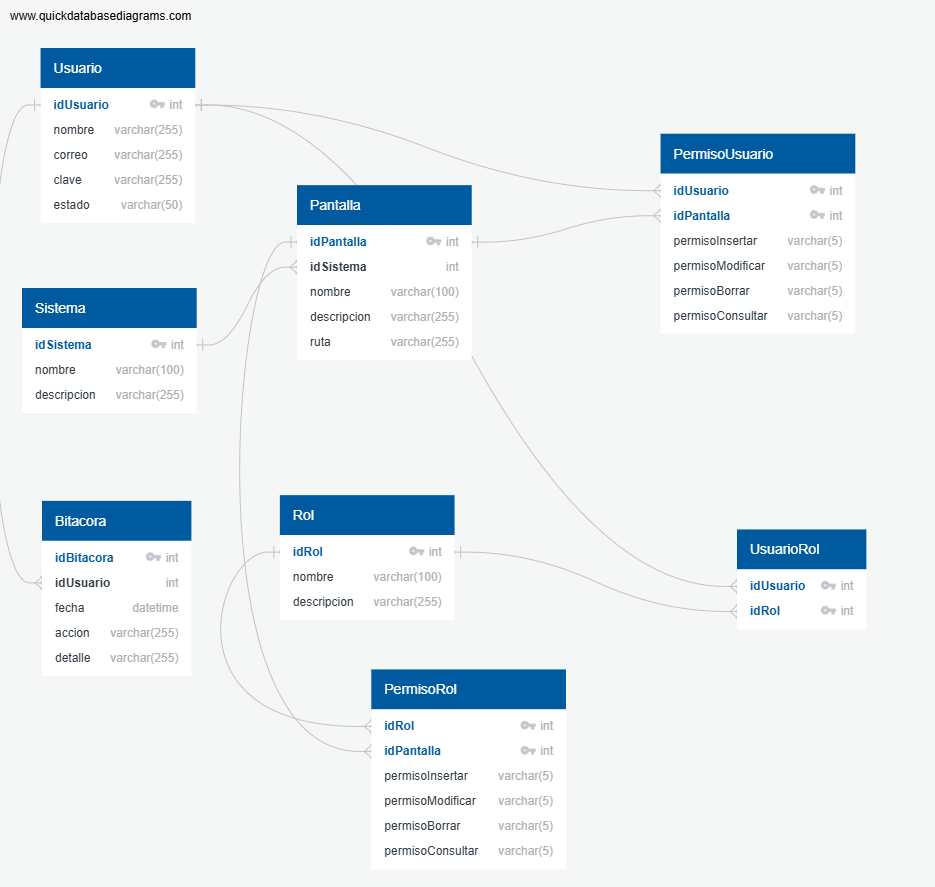 www.quickdatabasediagrams.com
Usuario
idUsuario int
nombre varchar(255)
correo varchar(255)
clave varchar(255)
estado varchar(50)
PermisoUsuario
idUsuario int
idPantalla int
permisoInsertar varchar(5)
permisoModificar varchar(5)
permisoBorrar varchar(5)
permisoConsultar varchar(5)
Pantalla
idPantalla int
idSistema int
nombre varchar(100)
descripcion varchar(255)
ruta varchar(255)
Sistema
idSistema int
nombre varchar(100)
descripcion varchar(255)
Bitacora
idBitacora int
idUsuario int
fecha datetime
accion varchar(255)
detalle varchar(255)
Rol
idRol int
nombre varchar(100)
descripcion varchar(255)
UsuarioRol
idUsuario int
idRol int
PermisoRol
idRol int
idPantalla int
permisoInsertar varchar(5)
permisoModificar varchar(5)
permisoBorrar varchar(5)
permisoConsultar varchar(5)